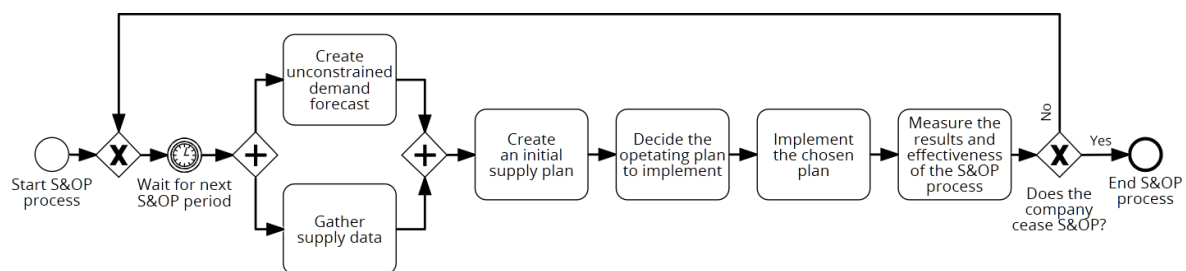 Start S&OP
process
Wait for next
S&OP period
Create
unconstrained
demand
forecast
Gather
supply data
Create
an initial
supply plan
Decide the
opetating plan
to implement
Implement
the chosen
plan
Measure the
results and
effectiveness
of the S&OP
process
No
Does the
company
cease S&OP?
Yes
End S&OP
process